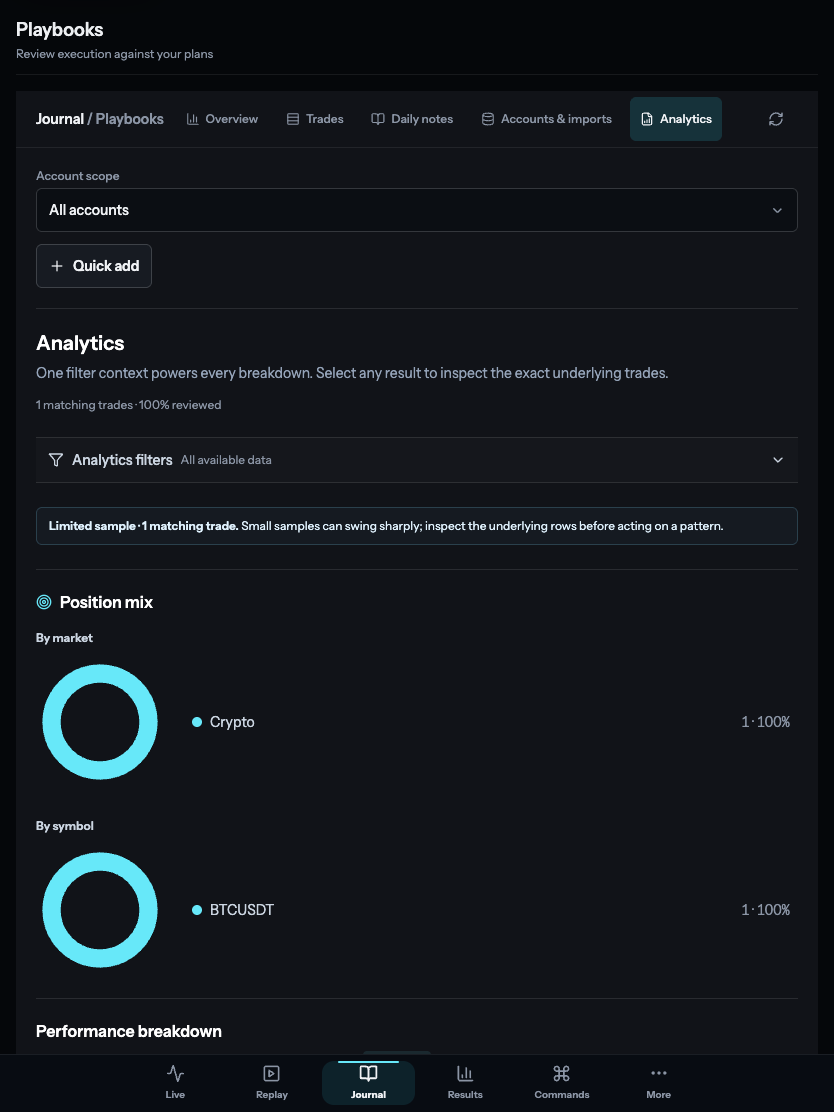 Playbooks
Review execution against your plans
Journal / Playbooks
Overview
Trades
Daily notes
Accounts & imports
Analytics
Account scope
All accounts
+ Quick add
Analytics
One filter context powers every breakdown. Select any result to inspect the exact underlying trades.
1 matching trades · 100% reviewed
Analytics filters All available data
Limited sample · 1 matching trade. Small samples can swing sharply; inspect the underlying rows before acting on a pattern.
Position mix
By market
Crypto 1 · 100%
By symbol
BTCUSDT 1 · 100%
Performance breakdown
Live
Replay
Journal
Results
Commands
More